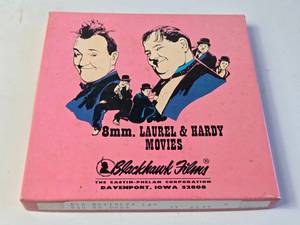 8mm. LAUREL & HARDY
MOVIES
Blackhawk Films
®
THE EASTIN-PHELAN CORPORATION
DAVENPORT, IOWA 52808